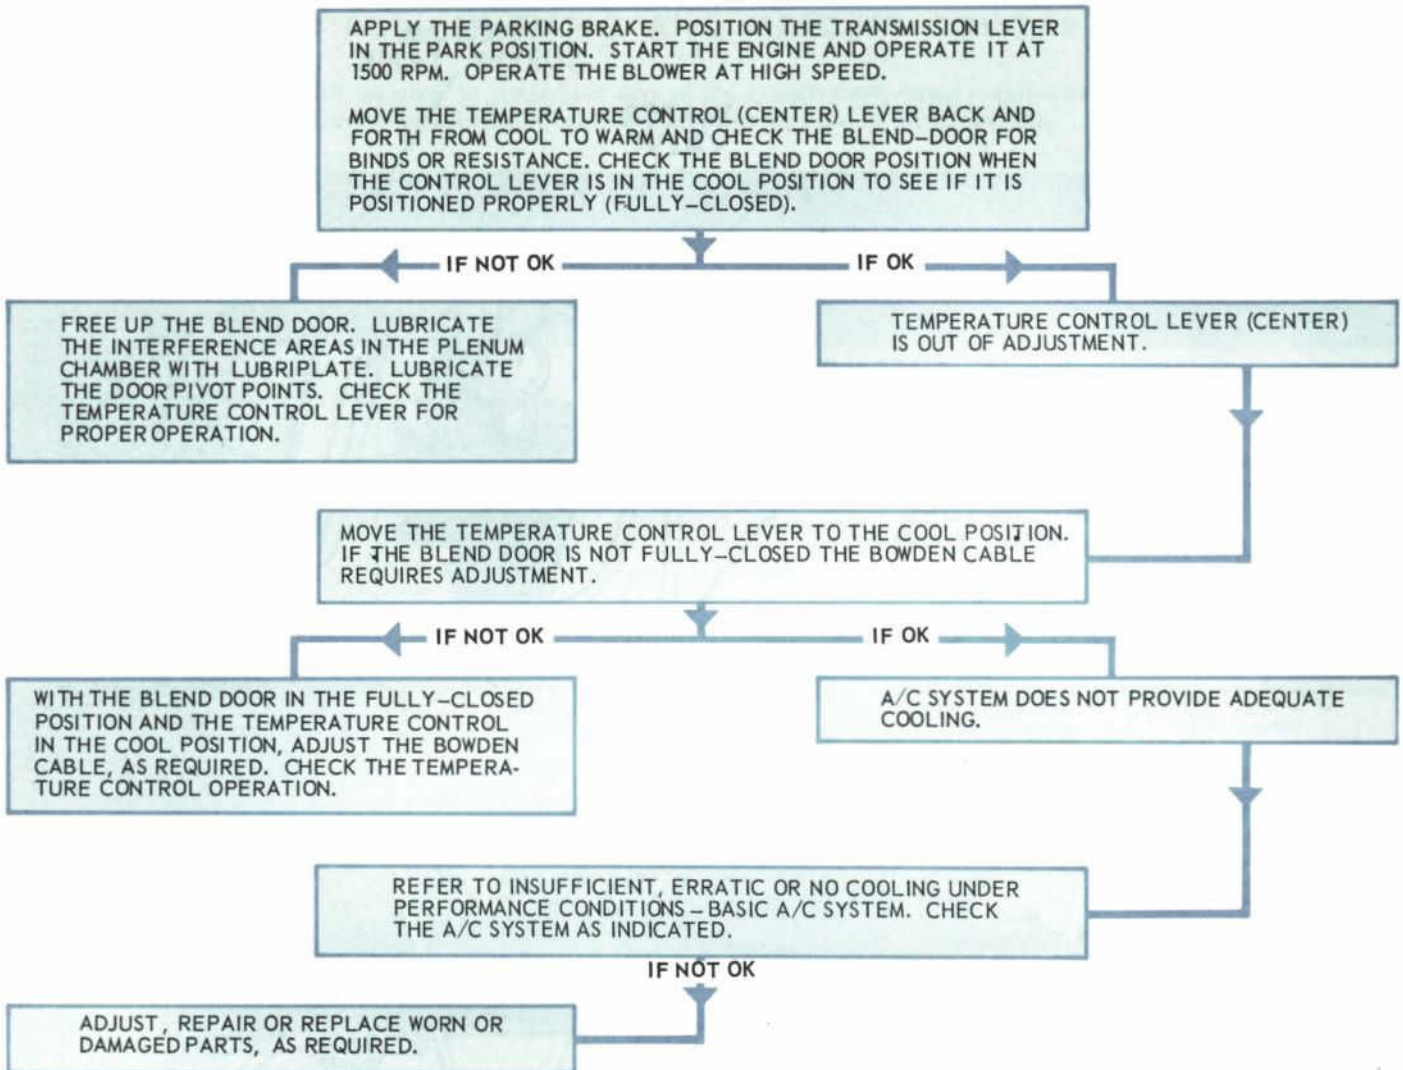 APPLY THE PARKING BRAKE. POSITION THE TRANSMISSION LEVER
IN THE PARK POSITION. START THE ENGINE AND OPERATE IT AT
1500 RPM. OPERATE THE BLOWER AT HIGH SPEED.
MOVE THE TEMPERATURE CONTROL (CENTER) LEVER BACK AND
FORTH FROM COOL TO WARM AND CHECK THE BLEND-DOOR FOR
BINDS OR RESISTANCE. CHECK THE BLEND DOOR POSITION WHEN
THE CONTROL LEVER IS IN THE COOL POSITION TO SEE IF IT IS
POSITIONED PROPERLY (FULLY-CLOSED).
IF NOT OK
IF OK
FREE UP THE BLEND DOOR. LUBRICATE
THE INTERFERENCE AREAS IN THE PLENUM
CHAMBER WITH LUBRIPLATE. LUBRICATE
THE DOOR PIVOT POINTS. CHECK THE
TEMPERATURE CONTROL LEVER FOR
PROPER OPERATION.
TEMPERATURE CONTROL LEVER (CENTER)
IS OUT OF ADJUSTMENT.
MOVE THE TEMPERATURE CONTROL LEVER TO THE COOL POSITION.
IF THE BLEND DOOR IS NOT FULLY-CLOSED THE BOWDEN CABLE
REQUIRES ADJUSTMENT.
IF NOT OK
IF OK
WITH THE BLEND DOOR IN THE FULLY-CLOSED
POSITION AND THE TEMPERATURE CONTROL
IN THE COOL POSITION, ADJUST THE BOWDEN
CABLE, AS REQUIRED. CHECK THE TEMPERA-
TURE CONTROL OPERATION.
A/C SYSTEM DOES NOT PROVIDE ADEQUATE
COOLING.
REFER TO INSUFFICIENT, ERRATIC OR NO COOLING UNDER
PERFORMANCE CONDITIONS - BASIC A/C SYSTEM. CHECK
THE A/C SYSTEM AS INDICATED.
IF NOT OK
ADJUST, REPAIR OR REPLACE WORN OR
DAMAGED PARTS, AS REQUIRED.